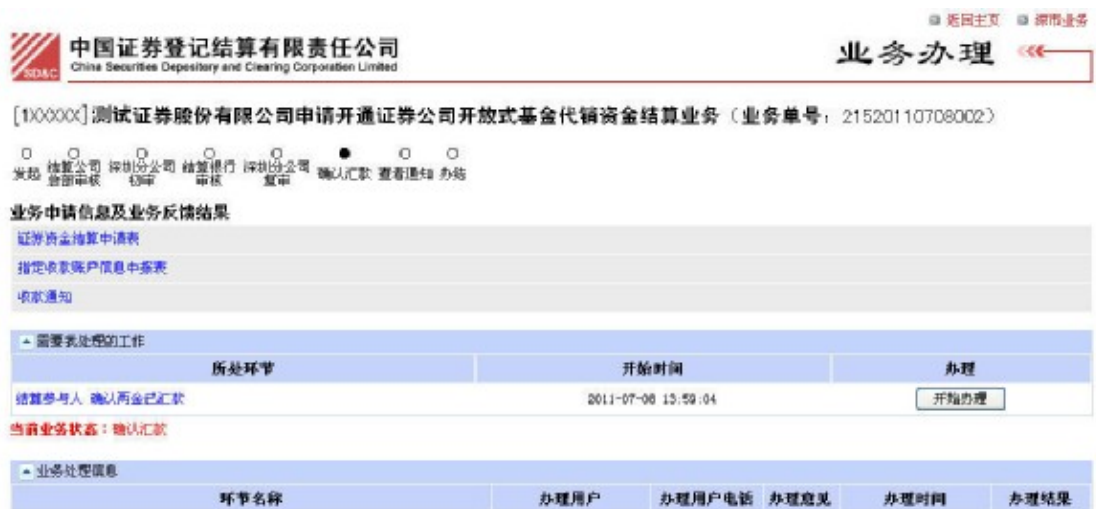 返回主页 深市业务
SD&C 中国证券登记结算有限责任公司
China Securities Depository and Clearing Corporation Limited
业务办理
[1XXXXX]测试证券股份有限公司申请开通证券公司开放式基金代销资金结算业务（业务单号：21520110708002）
发起 结算公司总部审核 深圳分公司初审 结算银行审核 深圳分公司复审 确认汇款 查看通知 办结
业务申请信息及业务反馈结果
证券资金结算申请表
指定收款账户信息申报表
收款通知
需要我处理的工作
所处环节 开始时间 办理
结算参与人 确认两金已汇款 2011-07-08 13:59:04 开始办理
当前业务状态：确认汇款
业务处理信息
环节名称 办理用户 办理用户电话 办理意见 办理时间 办理结果